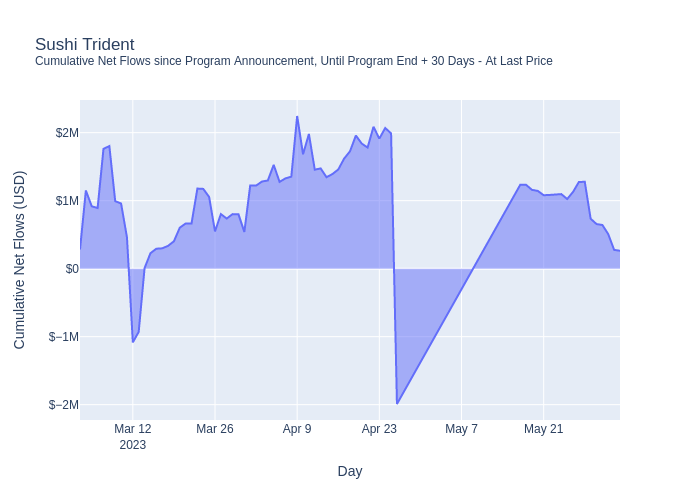 Sushi Trident
Cumulative Net Flows since Program Announcement, Until Program End + 30 Days - At Last Price
Cumulative Net Flows (USD)
$2M
$1M
$0
$−1M
$−2M
Mar 12
2023
Mar 26
Apr 9
Apr 23
May 7
May 21
Day